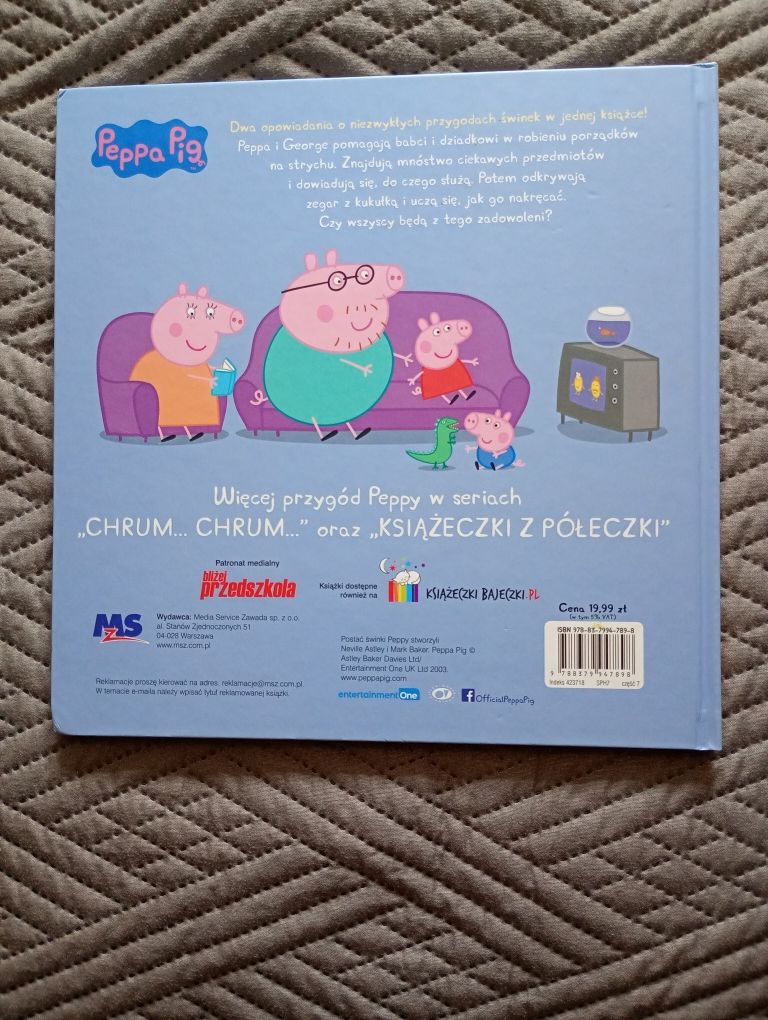 Peppa Pig
TM
Dwa opowiadania o niezwykłych przygodach świnek w jednej książce!
Peppa i George pomagają babci i dziadkowi w robieniu porządków
na strychu. Znajdują mnóstwo ciekawych przedmiotów
i dowiadują się, do czego służą. Potem odkrywają
zegar z kukułką i uczą się, jak go nakręcać.
Czy wszyscy będą z tego zadowoleni?
Więcej przygód Peppy w seriach
„CHRUM... CHRUM...” oraz „KSIĄŻECZKI Z PÓŁECZKI”
Patronat medialny
bliżej
przedszkola
Książki dostępne
również na
KSIĄŻECZKI BAJECZKI.PL
MSZ
Wydawca: Media Service Zawada sp. z o.o.
al. Stanów Zjednoczonych 51
04-028 Warszawa
www.msz.com.pl
Reklamacje proszę kierować na adres: reklamacje@msz.com.pl.
W temacie e-maila należy wpisać tytuł reklamowanej książki.
Postać świnki Peppy stworzyli
Neville Astley i Mark Baker. Peppa Pig ©
Astley Baker Davies Ltd/
Entertainment One UK Ltd 2003.
www.peppapig.com
entertainmentOne
OfficialPeppaPig
Cena 19,99 zł
(w tym 5% VAT)
ISBN 978-83-7994-789-8
9 788379 947898
Indeks 423718 SPH7 część 7